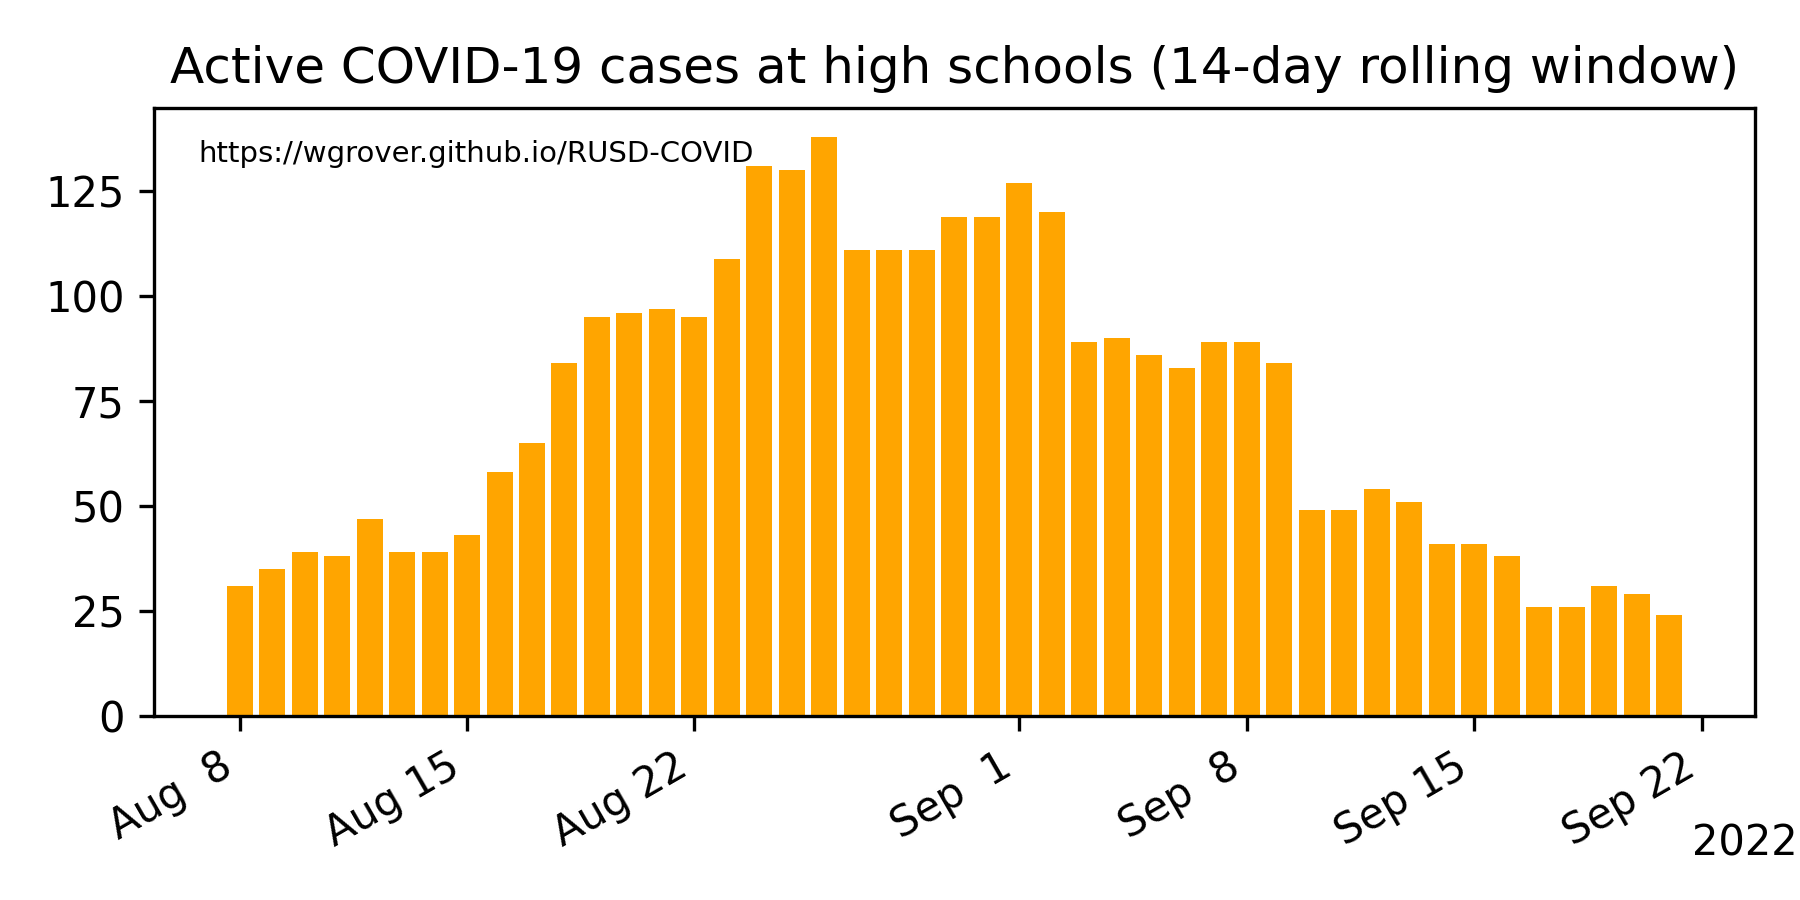 Active COVID-19 cases at high schools (14-day rolling window)
https://wgrover.github.io/RUSD-COVID
125
100
75
50
25
0
Aug 8
Aug 15
Aug 22
Sep 1
Sep 8
Sep 15
Sep 22
2022